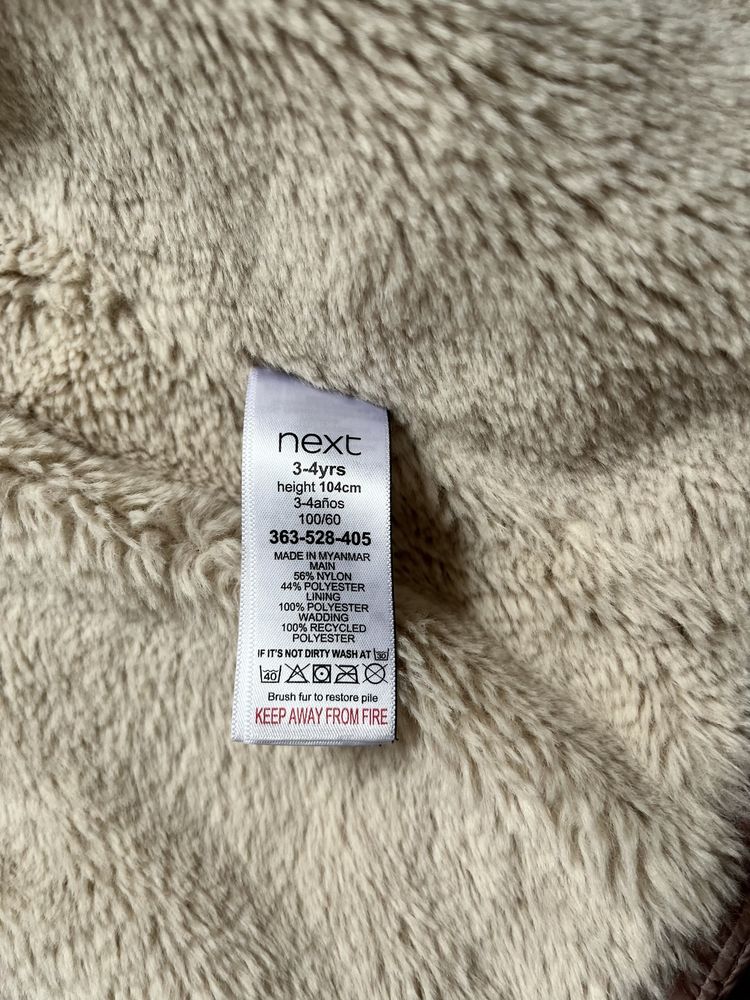 next
3-4yrs
height 104cm
3-4años
100/60
363-528-405
MADE IN MYANMAR
MAIN
56% NYLON
44% POLYESTER
LINING
100% POLYESTER
WADDING
100% RECYCLED
POLYESTER
IF IT'S NOT DIRTY WASH AT 30
40
Brush fur to restore pile
KEEP AWAY FROM FIRE